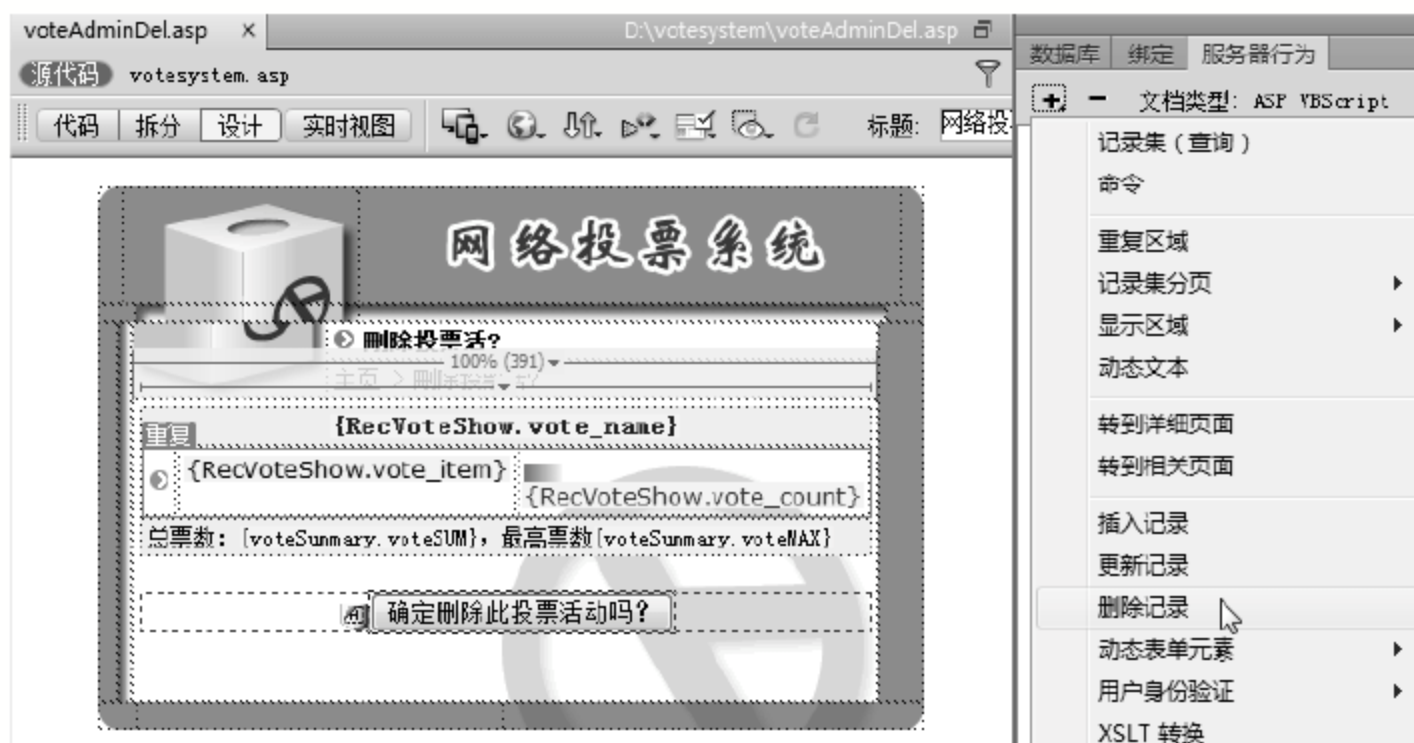 voteAdminDel.asp × D:\votesystem\voteAdminDel.asp
源代码 votesystem.asp
代码 拆分 设计 实时视图 标题: 网络投
网络投票系统
删除投票活?
100% (391)
主页 > 删除投
重复 {RecVoteShow.vote_name}
{RecVoteShow.vote_item}
{RecVoteShow.vote_count}
总票数: {voteSunmary.voteSUM}, 最高票数{voteSunmary.voteMAX}
确定删除此投票活动吗?
数据库 绑定 服务器行为
文档类型: ASP VBScript
记录集(查询)
命令
重复区域
记录集分页
显示区域
动态文本
转到详细页面
转到相关页面
插入记录
更新记录
删除记录
动态表单元素
用户身份验证
XSLT 转换